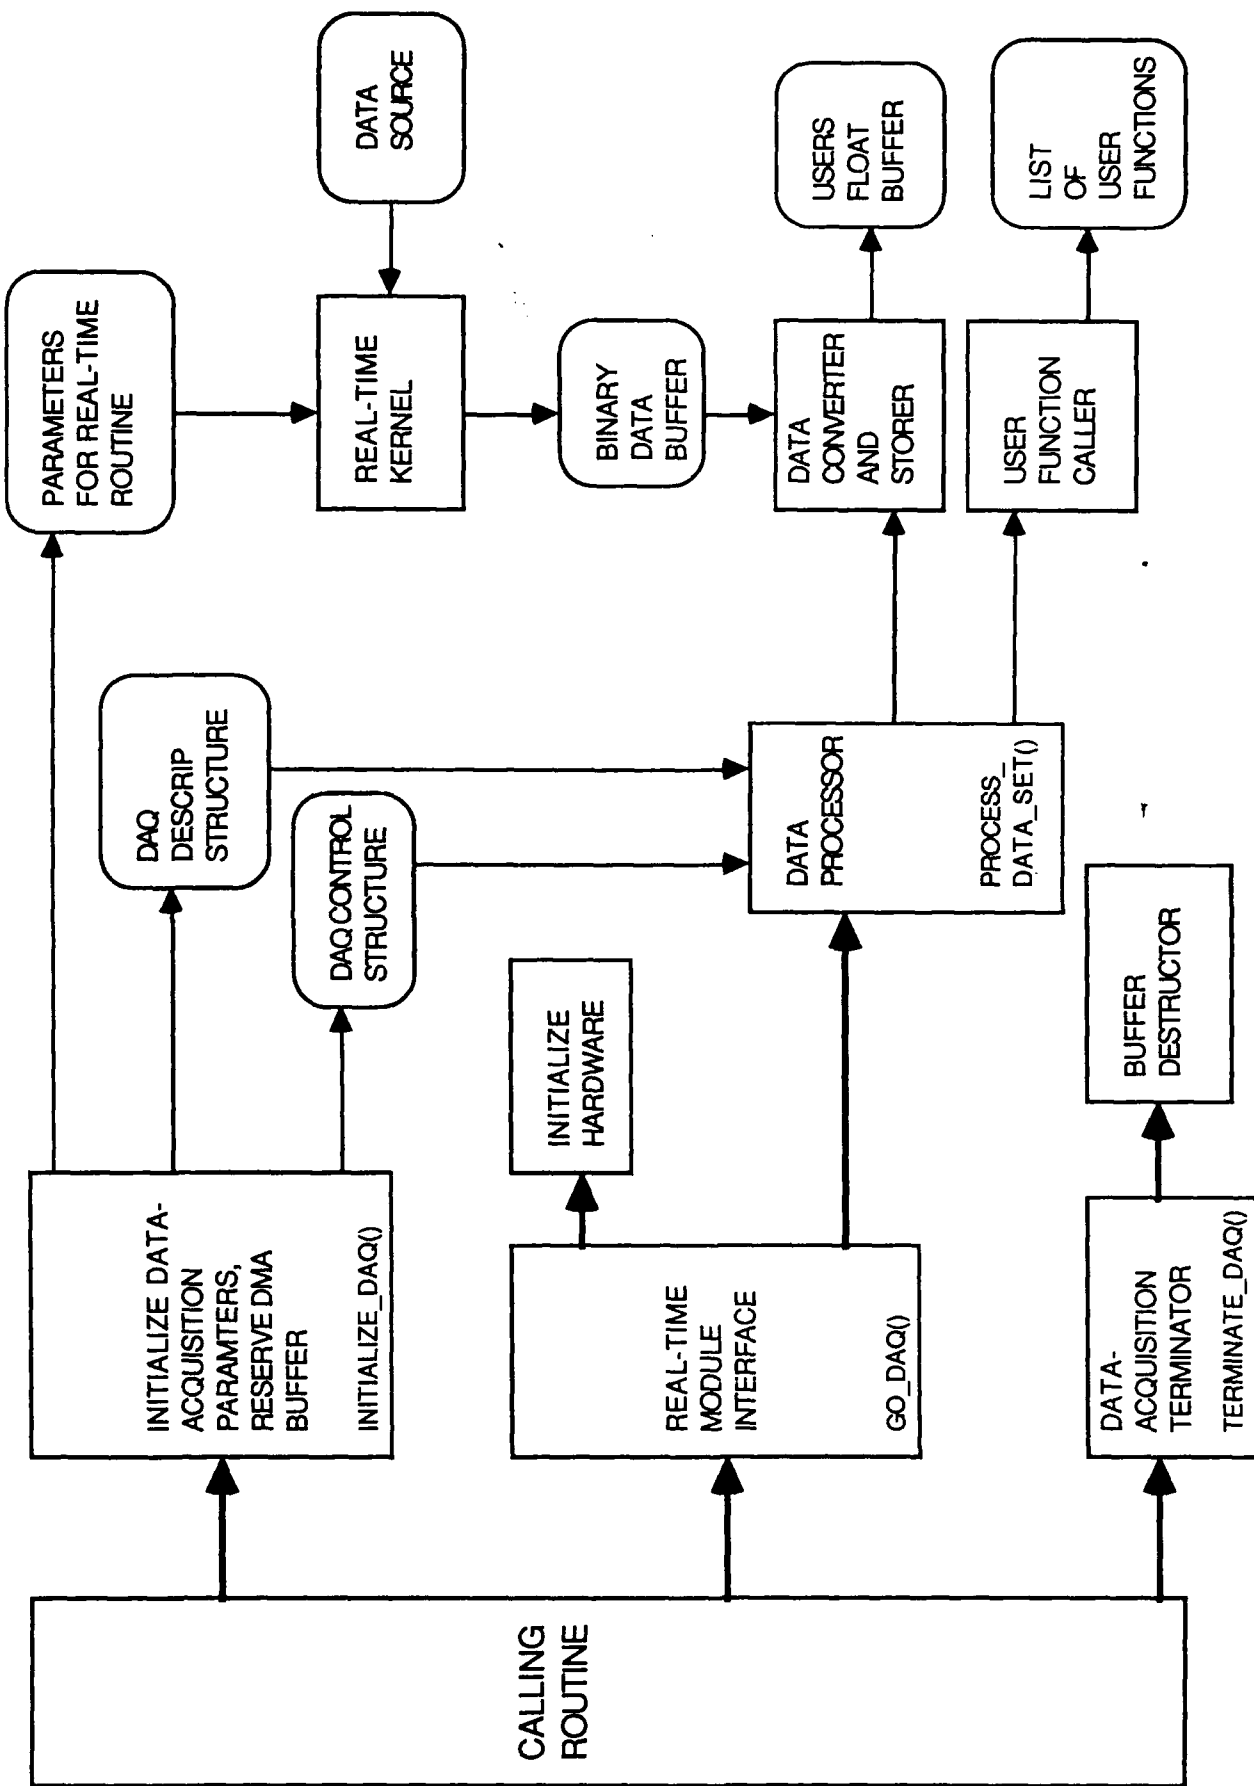 CALLING
ROUTINE
INITIALIZE DATA-
ACQUISITION
PARAMTERS,
RESERVE DMA
BUFFER
INITIALIZE_DAQ()
REAL-TIME
MODULE
INTERFACE
GO_DAQ()
DATA-
ACQUISITION
TERMINATOR
TERMINATE_DAQ()
INITIALIZE
HARDWARE
BUFFER
DESTRUCTOR
DAQ
DESCRIP
STRUCTURE
DAQ CONTROL
STRUCTURE
DATA
PROCESSOR
PROCESS_
DATA_SET()
PARAMETERS
FOR REAL-TIME
ROUTINE
REAL-TIME
KERNEL
DATA
SOURCE
BINARY
DATA
BUFFER
DATA
CONVERTER
AND
STORER
USERS
FLOAT
BUFFER
USER
FUNCTION
CALLER
LIST
OF
USER
FUNCTIONS